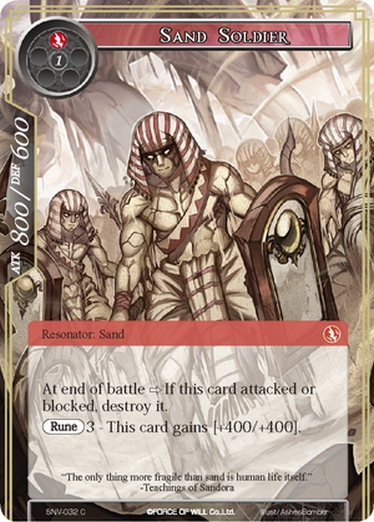 Sand Soldier
1
ATK 800 / DEF 600
Resonator: Sand
At end of battle ⇨ If this card attacked or
blocked, destroy it.
Rune 3 - This card gains [+400/+400].
"The only thing more fragile than sand is human life itself."
-Teachings of Sandora
SNV-032 C ©FORCE OF WILL Co.,Ltd. Illust/AshesBamber